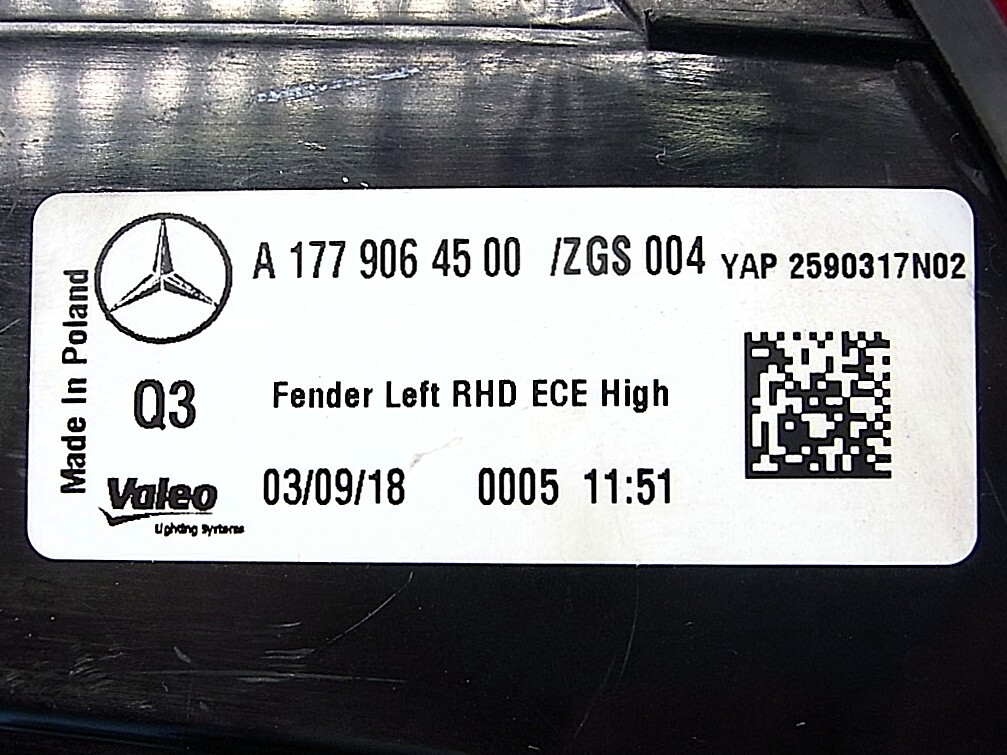 A 177 906 45 00 /ZGS 004 YAP 2590317N02
Made In Poland
Q3
Fender Left RHD ECE High
Valeo
Lighting Systems
03/09/18 0005 11:51